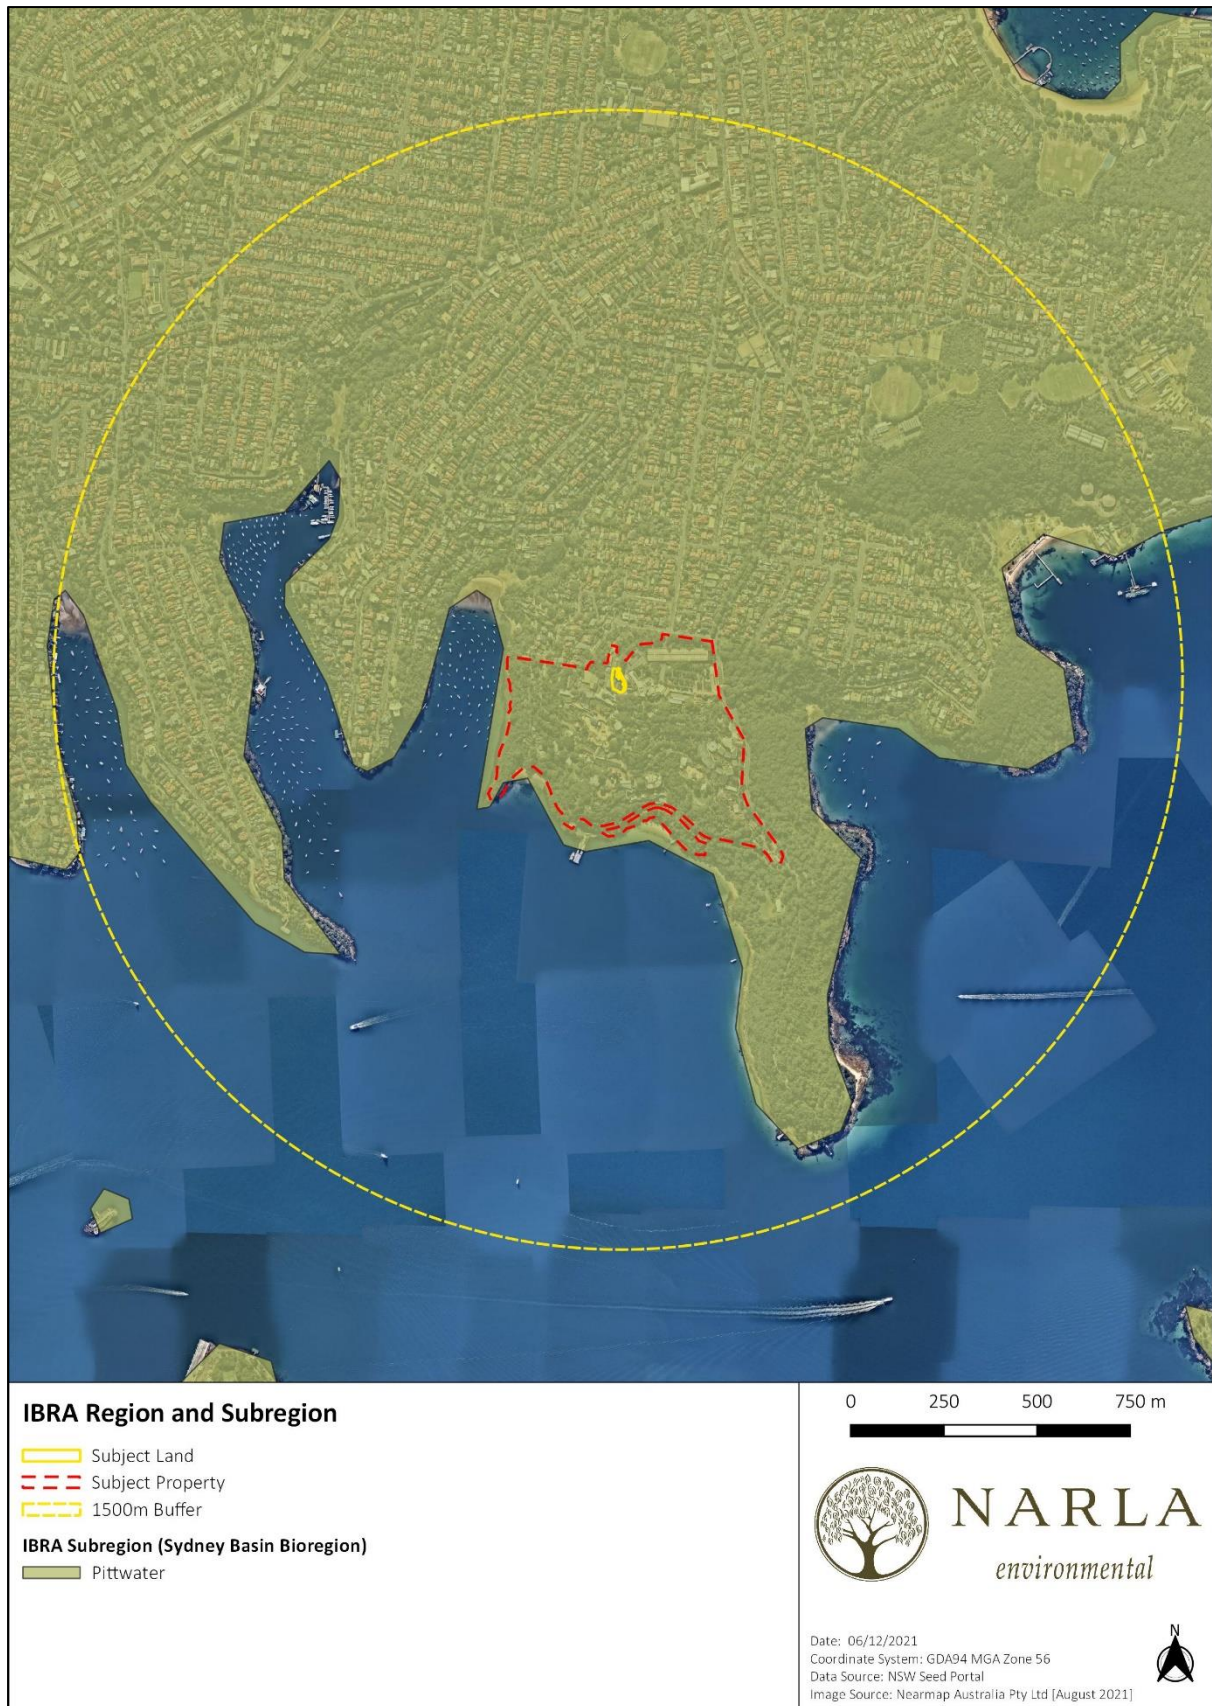 IBRA Region and Subregion
Subject Land
Subject Property
1500m Buffer
IBRA Subregion (Sydney Basin Bioregion)
Pittwater
0 250 500 750 m
NARLA
environmental
N
Date: 06/12/2021
Coordinate System: GDA94 MGA Zone 56
Data Source: NSW Seed Portal
Image Source: Nearmap Australia Pty Ltd [August 2021]